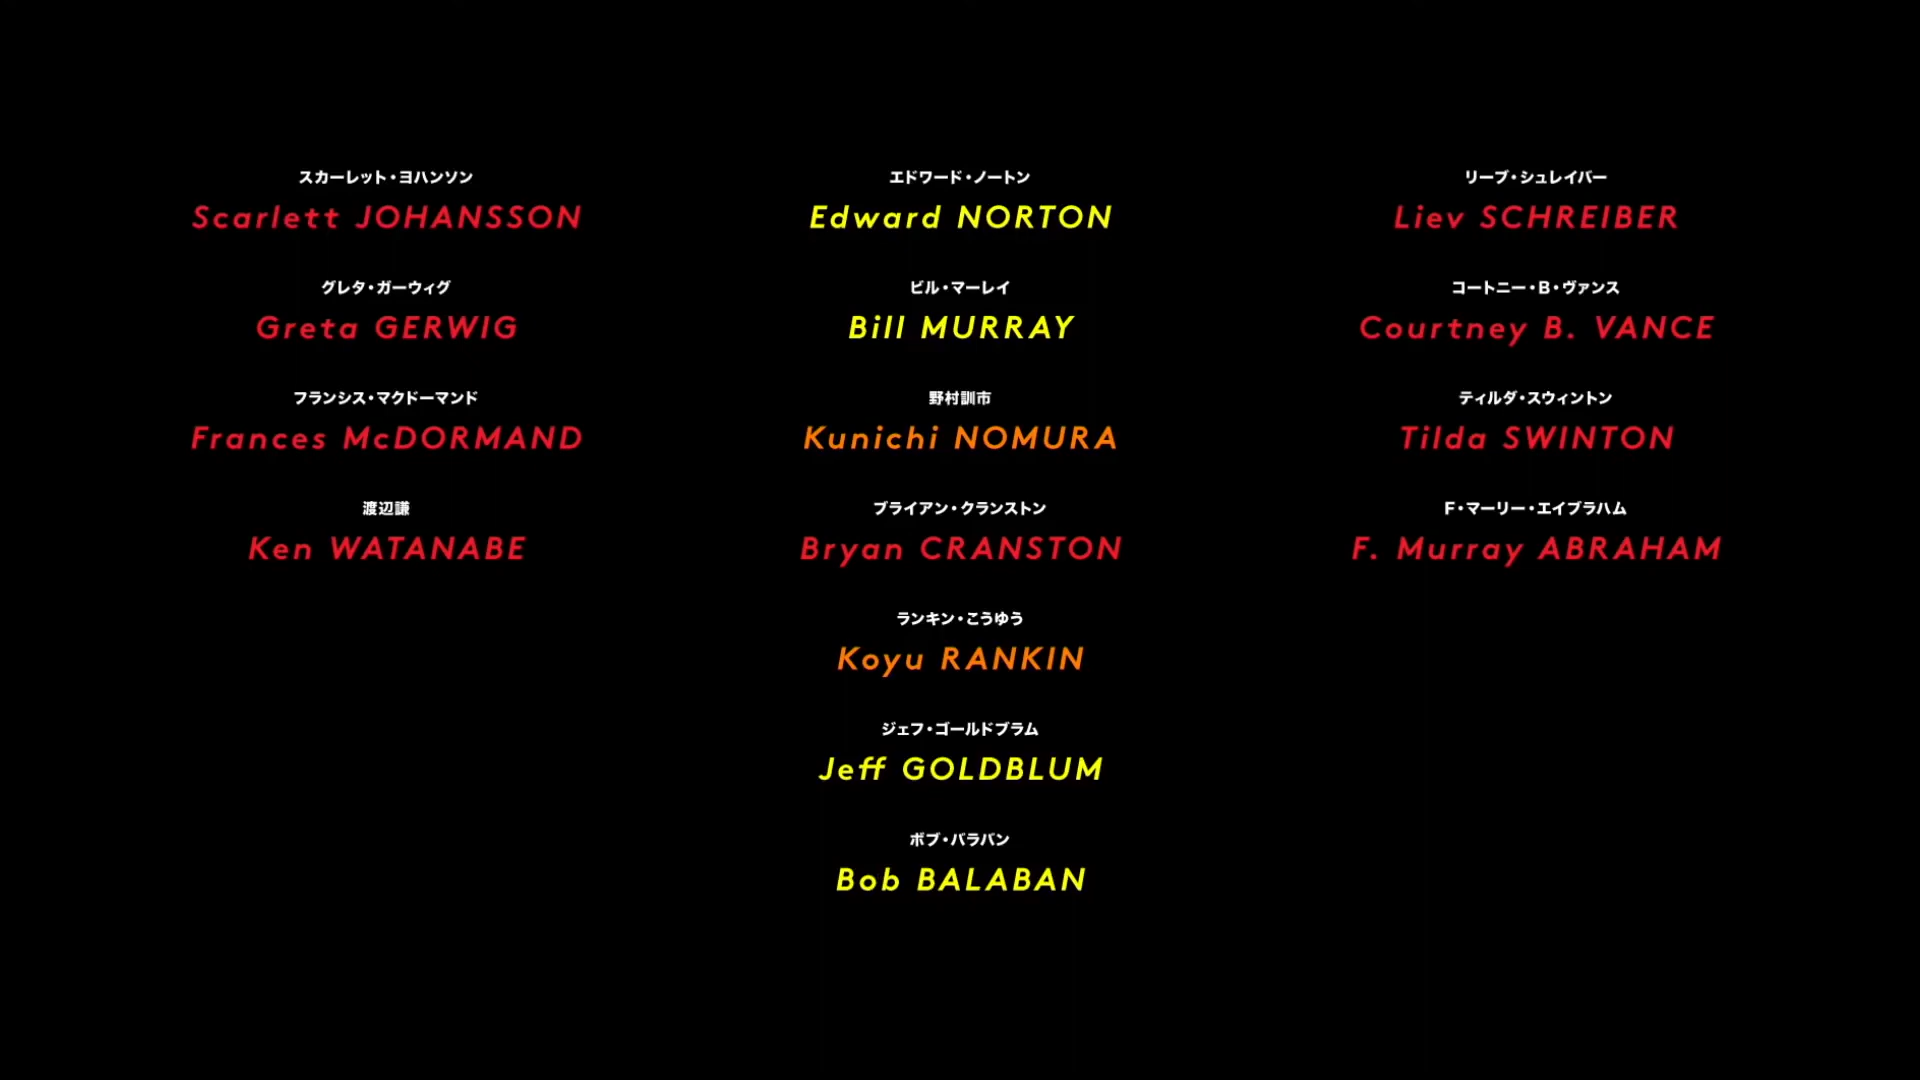 スカーレット・ヨハンソン
Scarlett JOHANSSON
グレタ・ガーウィグ
Greta GERWIG
フランシス・マクドーマンド
Frances McDORMAND
渡辺謙
Ken WATANABE
エドワード・ノートン
Edward NORTON
ビル・マーレイ
Bill MURRAY
野村訓市
Kunichi NOMURA
ブライアン・クランストン
Bryan CRANSTON
ランキン・こうゆう
Koyu RANKIN
ジェフ・ゴールドブラム
Jeff GOLDBLUM
ボブ・バラバン
Bob BALABAN
リーブ・シュレイバー
Liev SCHREIBER
コートニー・B・ヴァンス
Courtney B. VANCE
ティルダ・スウィントン
Tilda SWINTON
F・マーリー・エイブラハム
F. Murray ABRAHAM